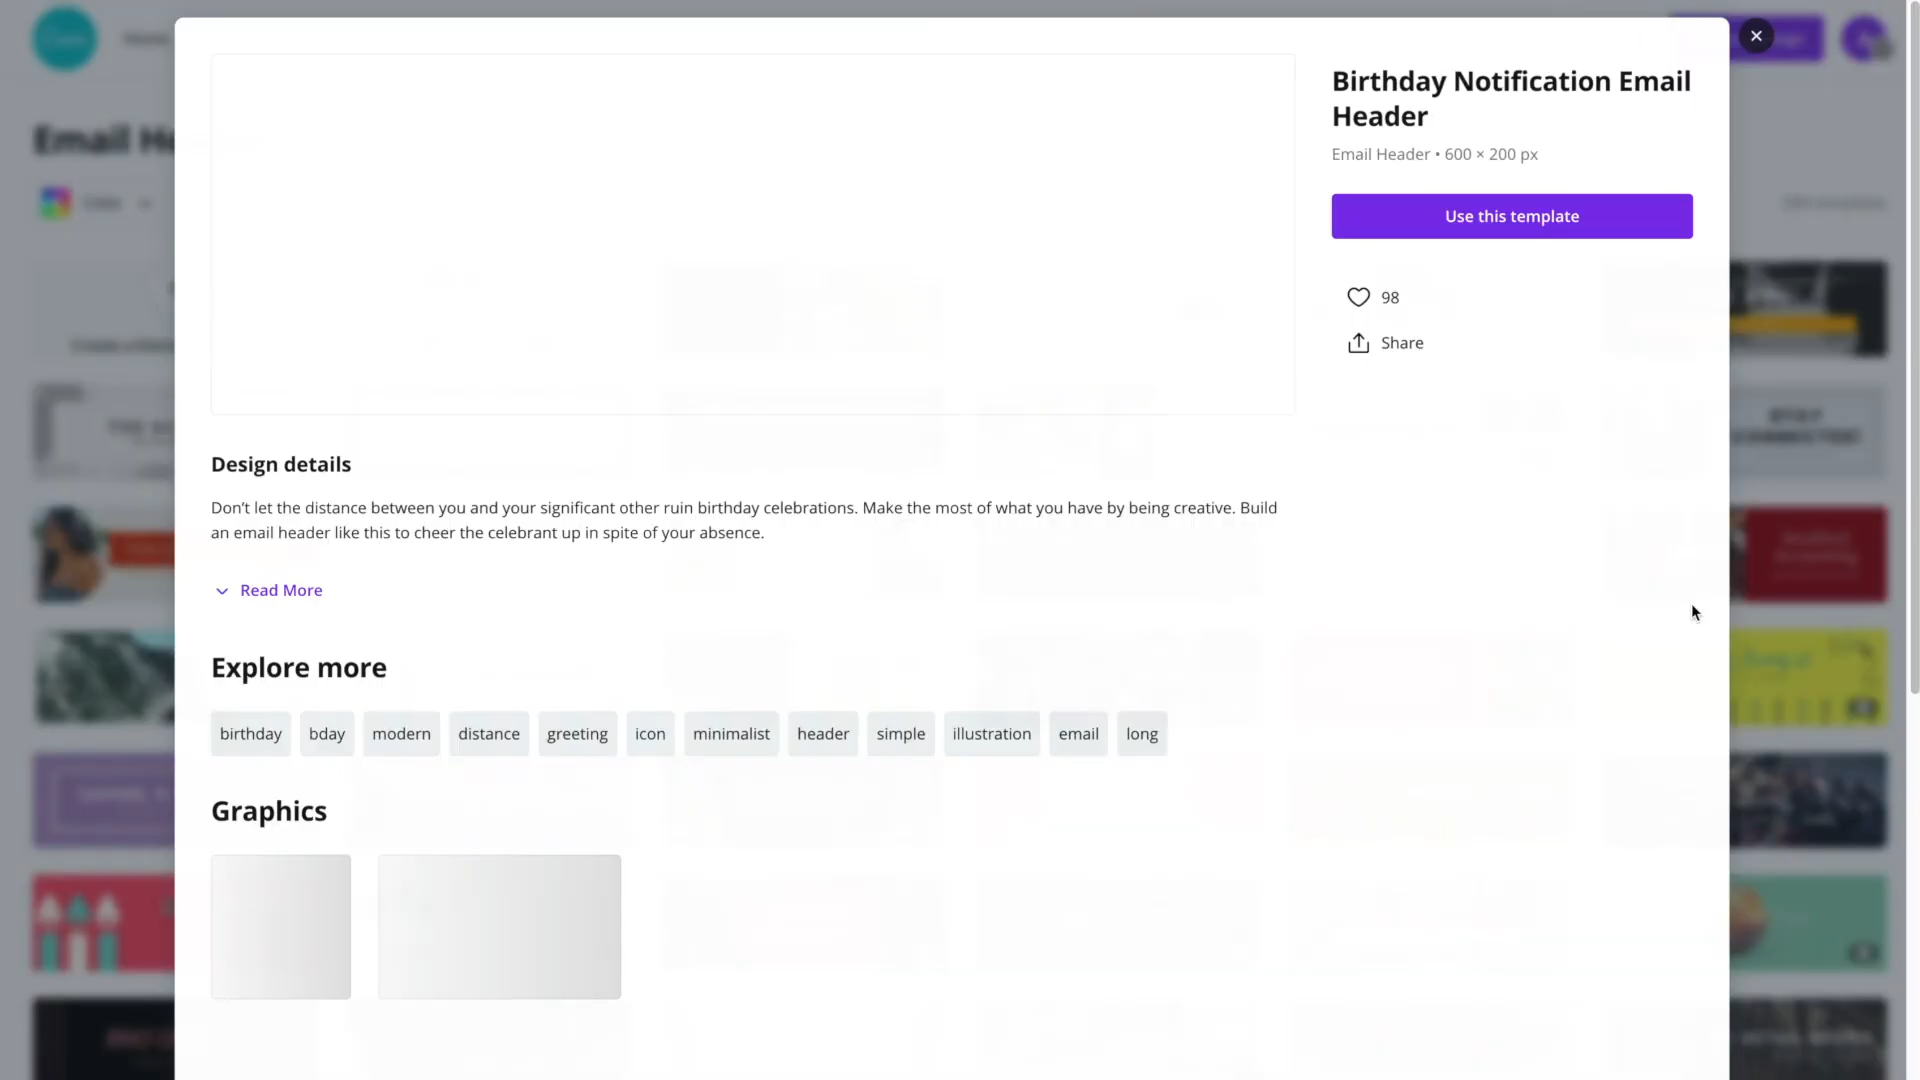 Birthday Notification Email
Header
Email Header • 600 × 200 px
Use this template
98
Share
Design details
Don't let the distance between you and your significant other ruin birthday celebrations. Make the most of what you have by being creative. Build
an email header like this to cheer the celebrant up in spite of your absence.
Read More
Explore more
birthday bday modern distance greeting icon minimalist header simple illustration email long
Graphics
Email He